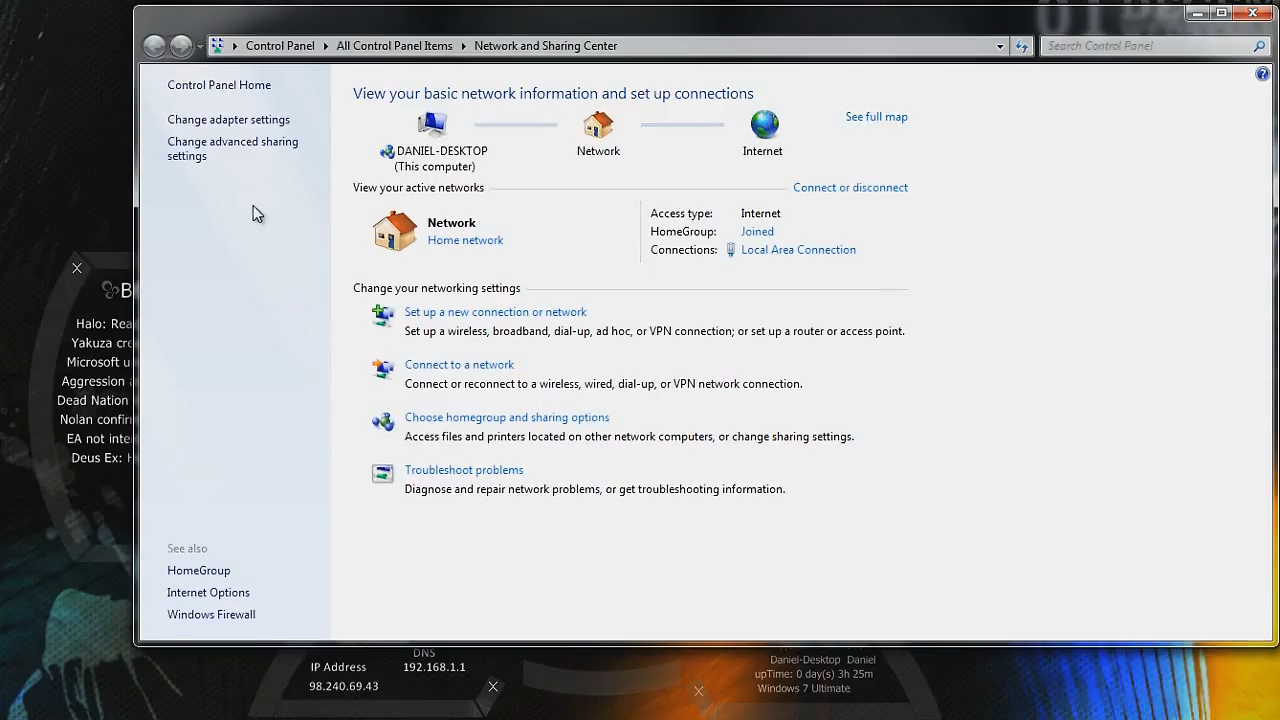 Control Panel
All Control Panel Items
Network and Sharing Center
Search Control Panel
Control Panel Home
Change adapter settings
Change advanced sharing
settings
View your basic network information and set up connections
See full map
DANIEL-DESKTOP
(This computer)
Network
Internet
View your active networks
Connect or disconnect
Network
Home network
Access type: Internet
HomeGroup: Joined
Connections: Local Area Connection
Change your networking settings
Set up a new connection or network
Set up a wireless, broadband, dial-up, ad hoc, or VPN connection; or set up a router or access point.
Connect to a network
Connect or reconnect to a wireless, wired, dial-up, or VPN network connection.
Choose homegroup and sharing options
Access files and printers located on other network computers, or change sharing settings.
Troubleshoot problems
Diagnose and repair network problems, or get troubleshooting information.
See also
HomeGroup
Internet Options
Windows Firewall
B
Halo: Rea
Yakuza cre
Microsoft u
Aggression a
Dead Nation
Nolan confir
EA not inte
Deus Ex: H
DNS
IP Address 192.168.1.1
98.240.69.43
Daniel-Desktop Daniel
upTime: 0 day(s) 3h 25m
Windows 7 Ultimate